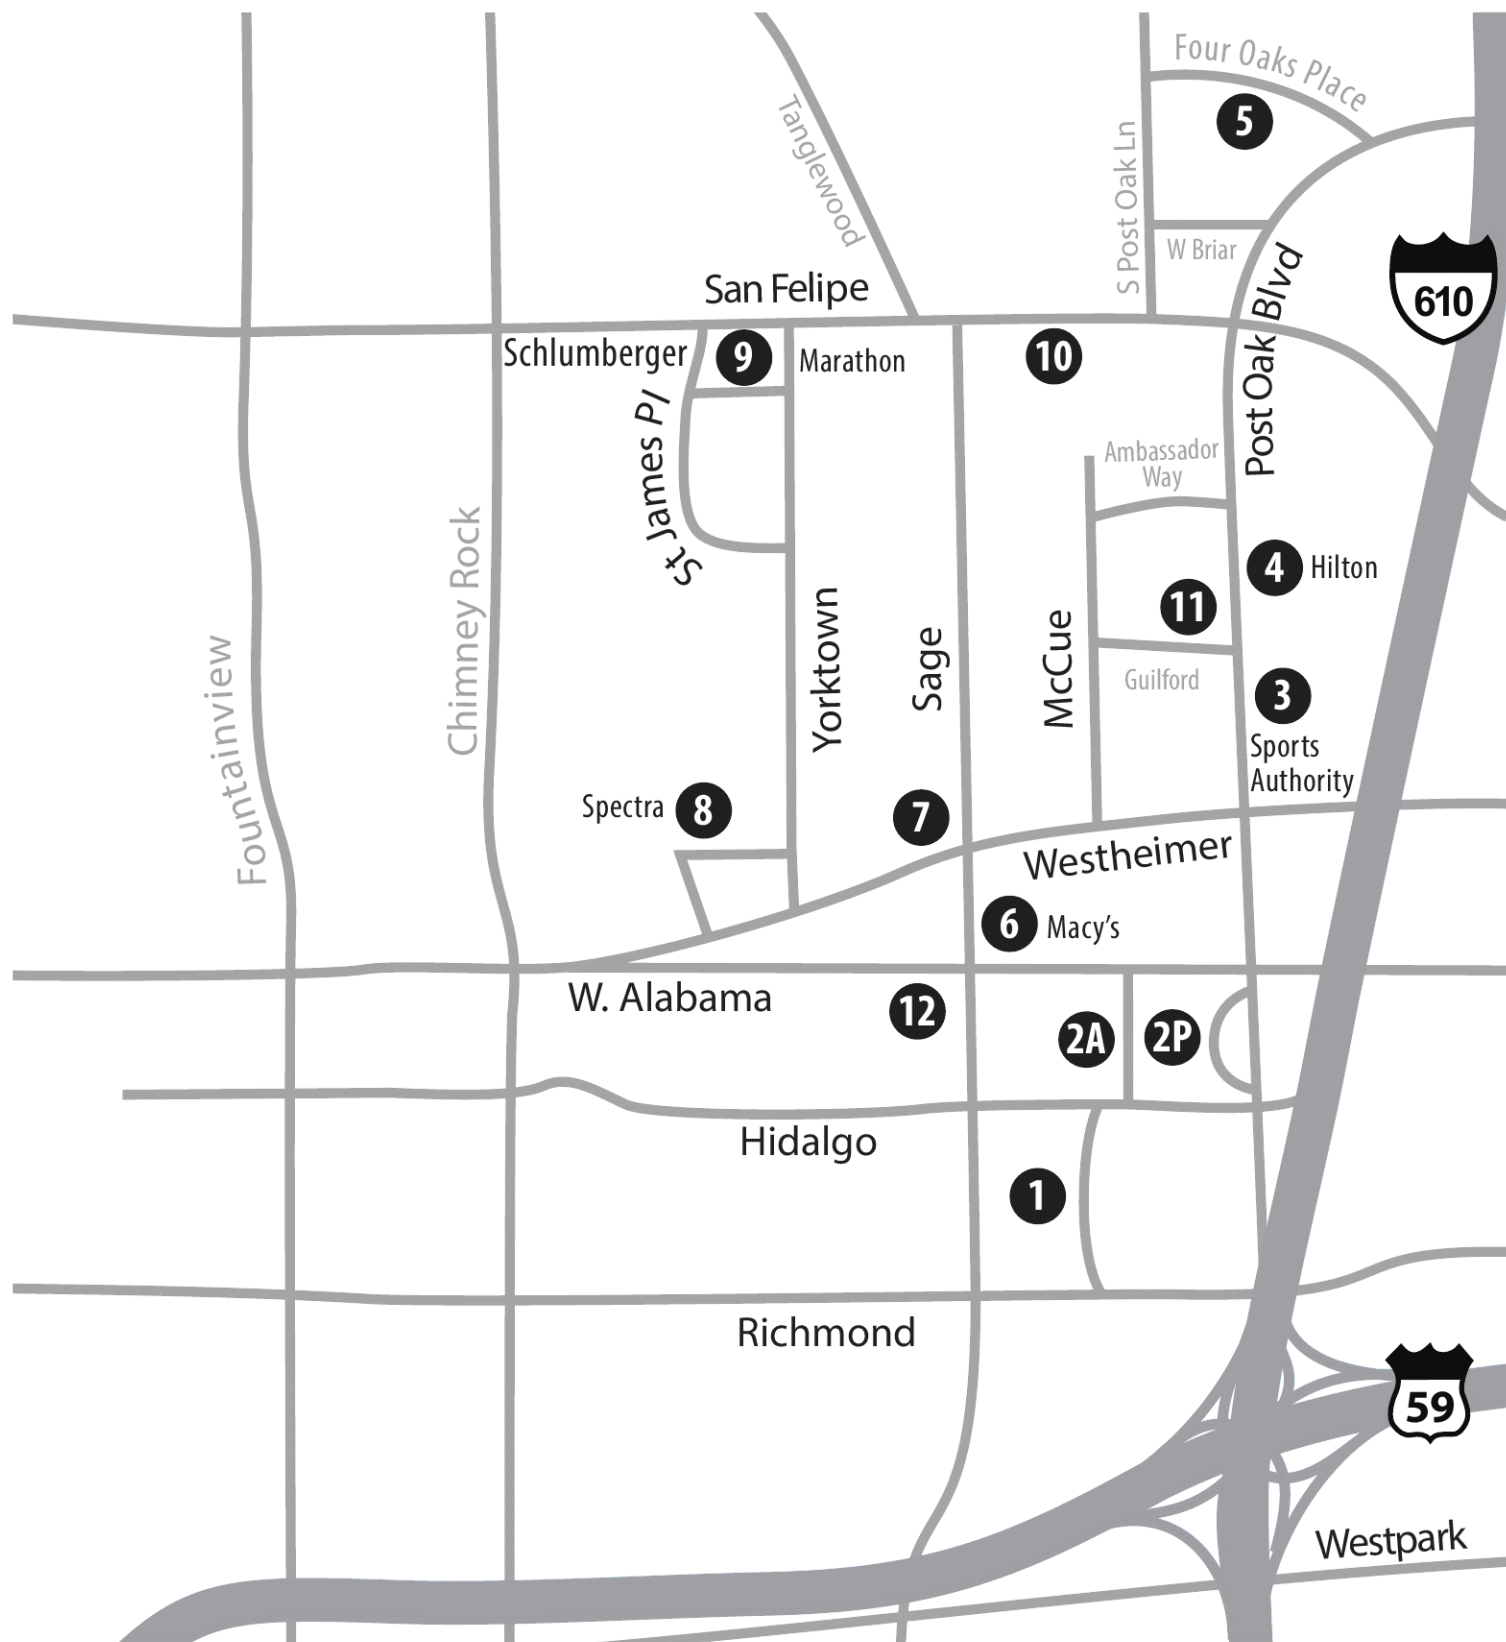 Four Oaks Place
5
Tanglewood
S Post Oak Ln
W Briar
610
San Felipe
Post Oak Blvd
Schlumberger
9
Marathon
10
St James Pl
Ambassador
Way
Chimney Rock
4
Hilton
11
Yorktown
Sage
McCue
Guilford
3
Fountainview
Sports
Authority
Spectra
8
7
Westheimer
6
Macy's
W. Alabama
12
2A
2P
Hidalgo
1
Richmond
59
Westpark